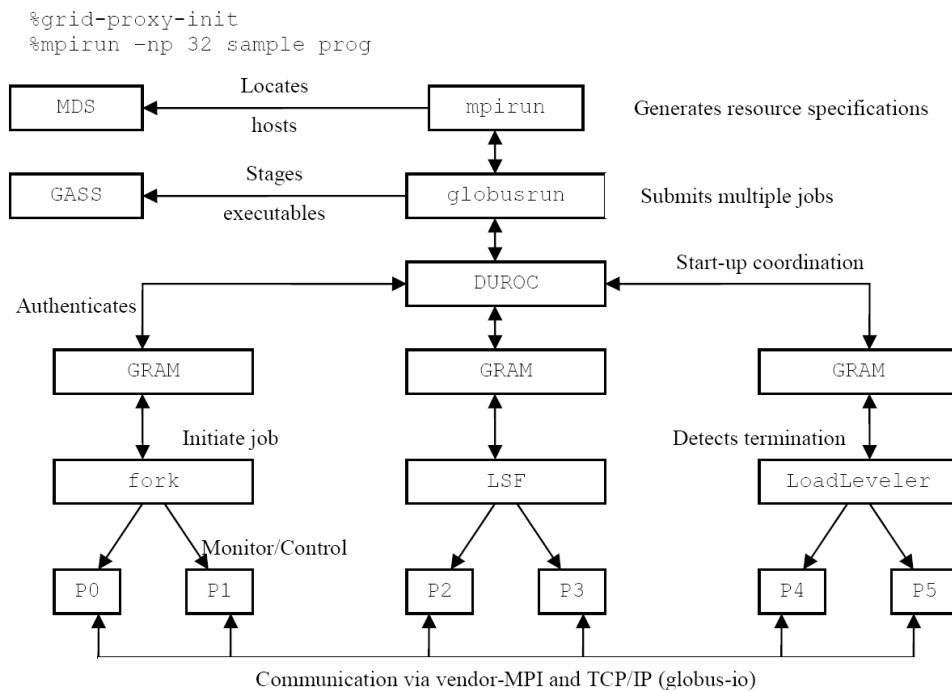 %grid-proxy-init
%mpirun –np 32 sample prog
Locates
MDS
mpirun
Generates resource specifications
hosts
Stages
GASS
globusrun
Submits multiple jobs
executables
Start-up coordination
DUROC
Authenticates
GRAM
GRAM
GRAM
Initiate job
Detects termination
fork
LSF
LoadLeveler
Monitor/Control
P0
P1
P2
P3
P4
P5
Communication via vendor-MPI and TCP/IP (globus-io)